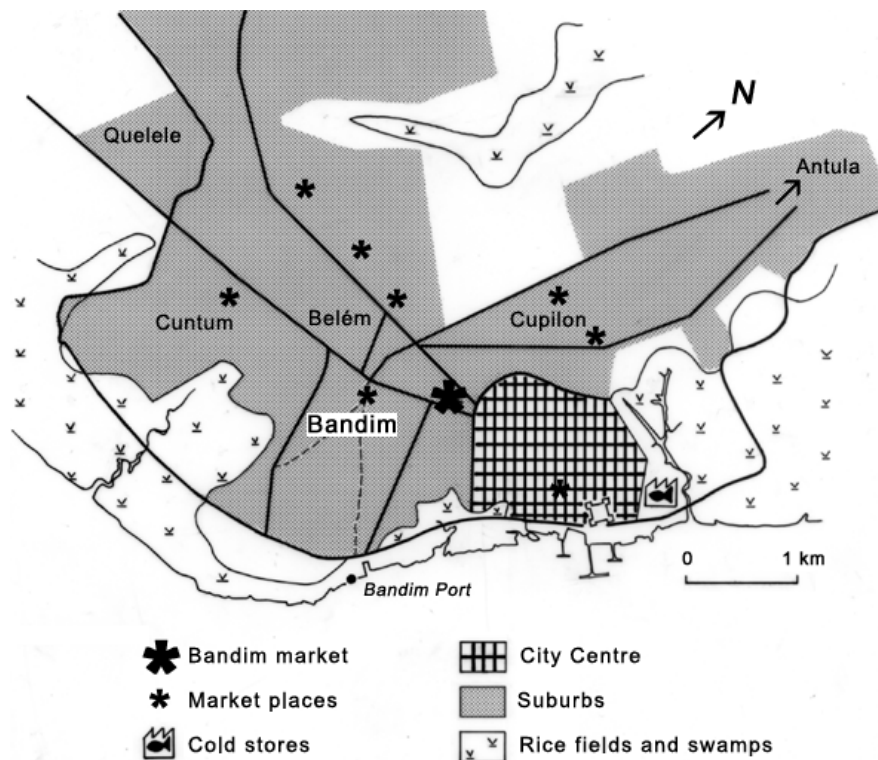 N
Quelele
Antula
Cuntum
Belém
Cupilon
Bandim
0 1 km
Bandim Port
Bandim market
City Centre
Market places
Suburbs
Cold stores
Rice fields and swamps